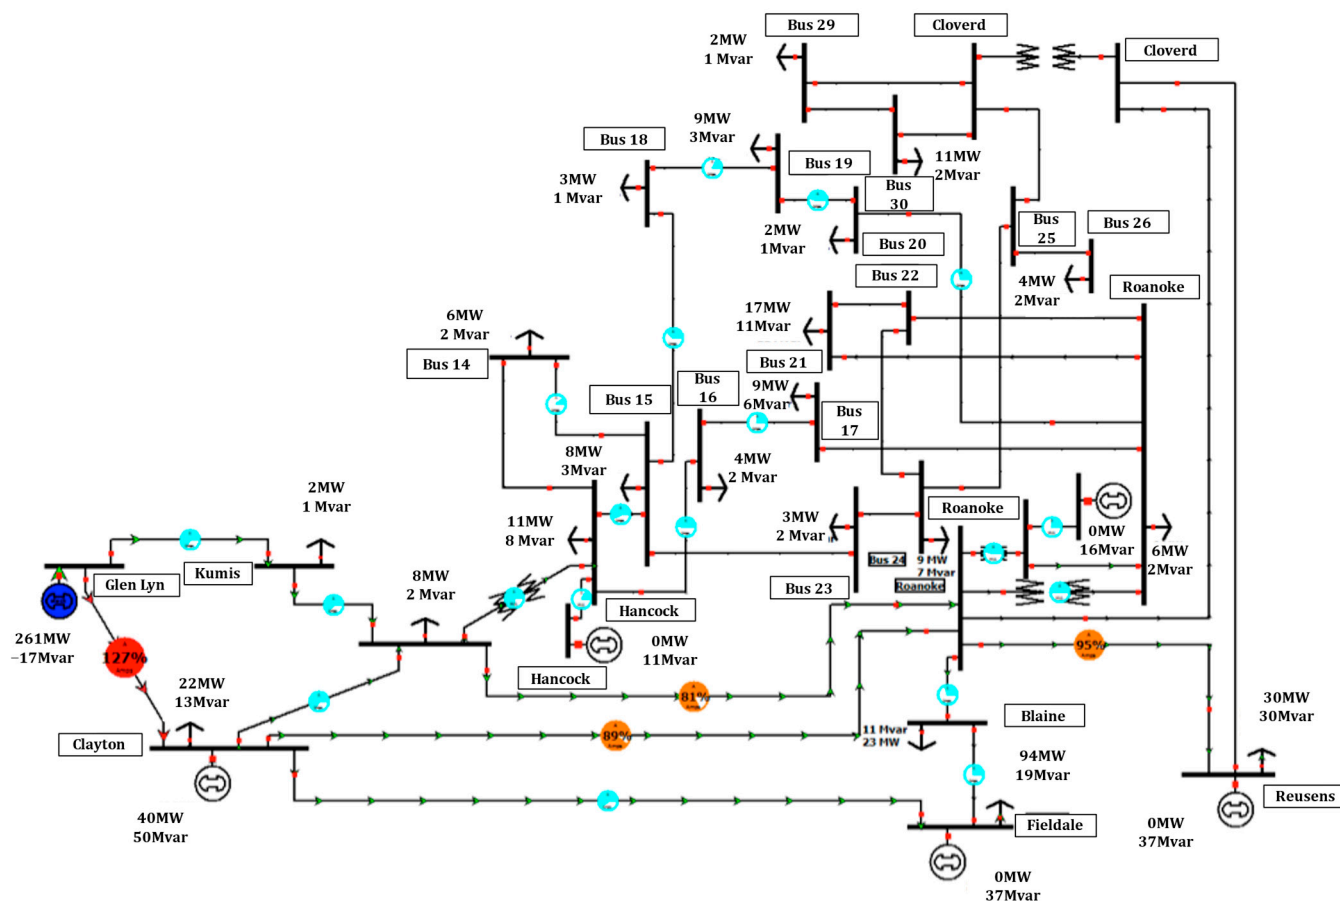 Bus 29
Cloverd
Cloverd
2MW
1 Mvar
9MW
3Mvar
Bus 18
Bus 19
11MW
2Mvar
3MW
1 Mvar
Bus
30
2MW
1Mvar
Bus 20
Bus
25
Bus 26
Bus 22
4MW
2Mvar
Roanoke
17MW
11Mvar
6MW
2 Mvar
Bus 14
Bus 21
Bus
16
Bus 15
9MW
6Mvar
Bus
17
8MW
3Mvar
4MW
2 Mvar
2MW
1 Mvar
11MW
8 Mvar
3MW
2 Mvar
Roanoke
0MW
16Mvar
6MW
2Mvar
Bus 24
9 MW
7 Mvar
Roanoke
Bus 23
Kumis
Glen Lyn
8MW
2 Mvar
Hancock
261MW
−17Mvar
127%
Amps
0MW
11Mvar
Hancock
95%
Amps
22MW
13Mvar
81%
Amps
30MW
30Mvar
Clayton
89%
Amps
11 Mvar
23 MW
Blaine
94MW
19Mvar
40MW
50Mvar
Fieldale
0MW
37Mvar
Reusens
0MW
37Mvar